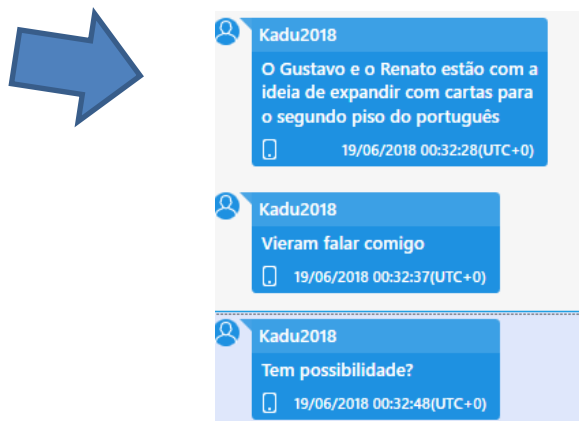 Kadu2018
O Gustavo e o Renato estão com a
ideia de expandir com cartas para
o segundo piso do português
19/06/2018 00:32:28(UTC+0)
Kadu2018
Vieram falar comigo
19/06/2018 00:32:37(UTC+0)
Kadu2018
Tem possibilidade?
19/06/2018 00:32:48(UTC+0)